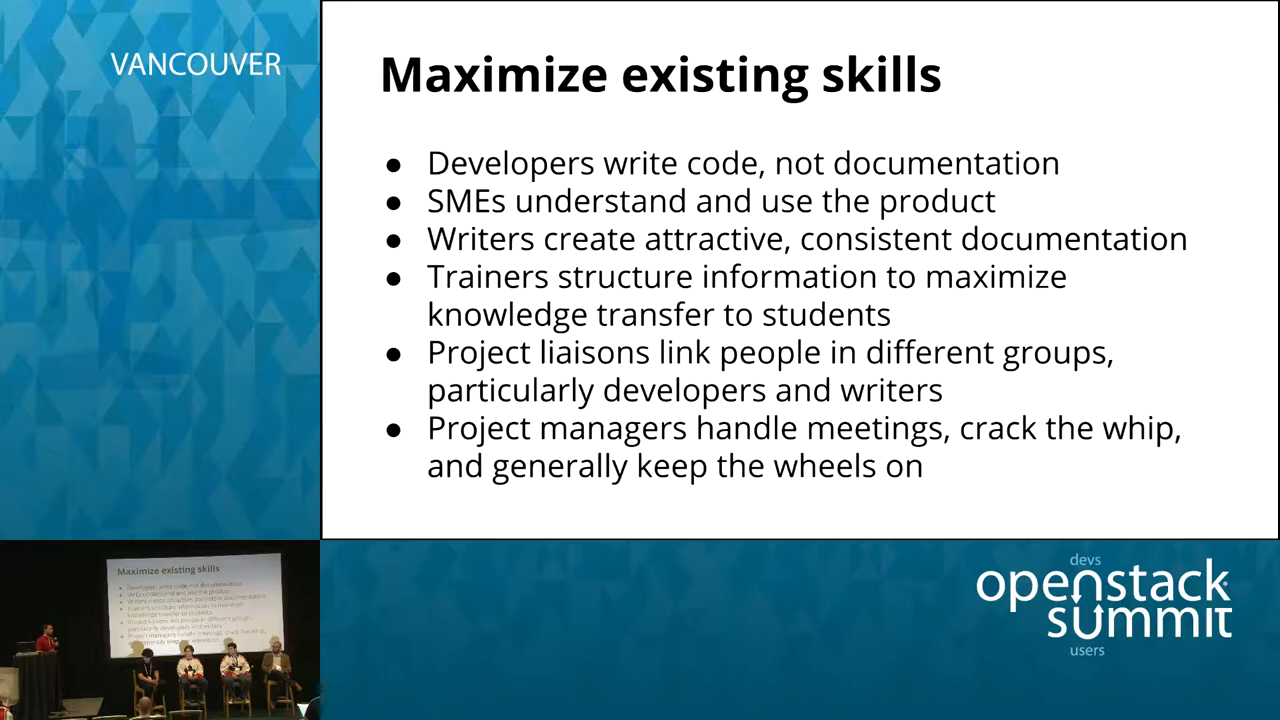 VANCOUVER
Maximize existing skills
● Developers write code, not documentation
● SMEs understand and use the product
● Writers create attractive, consistent documentation
● Trainers structure information to maximize
knowledge transfer to students
● Project liaisons link people in different groups,
particularly developers and writers
● Project managers handle meetings, crack the whip,
and generally keep the wheels on
Maximize existing skills
devs
openstack
summit
users